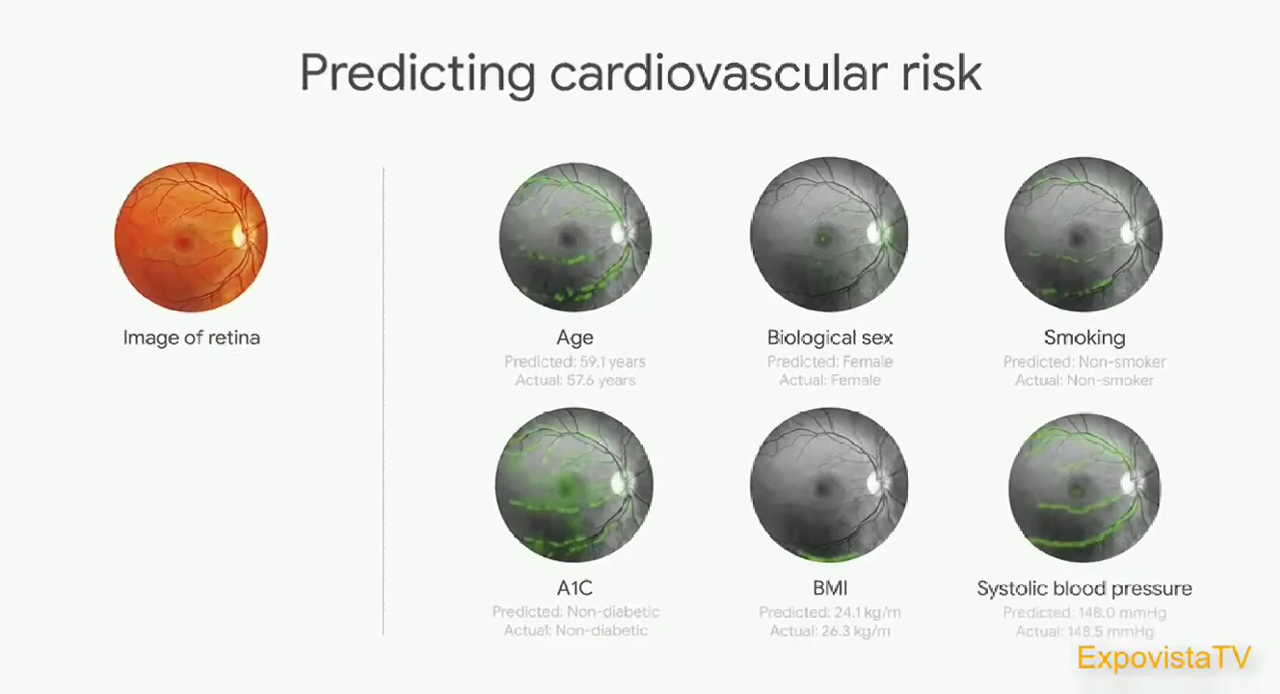 Predicting cardiovascular risk
Image of retina
Age
Predicted: 59.1 years
Actual: 57.6 years
Biological sex
Predicted: Female
Actual: Female
Smoking
Predicted: Non-smoker
Actual: Non-smoker
A1C
Predicted: Non-diabetic
Actual: Non-diabetic
BMI
Predicted: 24.1 kg/m
Actual: 26.3 kg/m
Systolic blood pressure
Predicted: 148.0 mmHg
Actual: 148.5 mmHg
ExpovistaTV